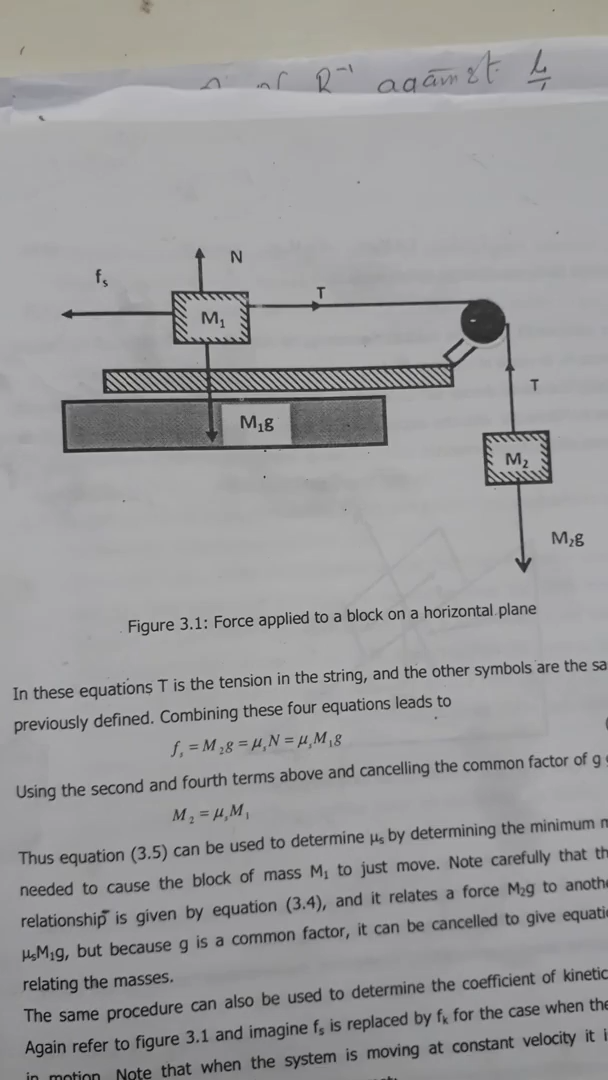 R⁻¹ against
N
fₛ
T
M₁
T
M₁g
M₂
M₂g
Figure 3.1: Force applied to a block on a horizontal plane
In these equations T is the tension in the string, and the other symbols are the
previously defined. Combining these four equations leads to
fₛ = M₂g = μₛN = μₛM₁g
Using the second and fourth terms above and cancelling the common factor of g
M₂ = μₛM₁
Thus equation (3.5) can be used to determine μₛ by determining the minimum
needed to cause the block of mass M₁ to just move. Note carefully that
relationship is given by equation (3.4), and it relates a force M₂g to
μₛM₁g, but because g is a common factor, it can be cancelled to give
relating the masses.
The same procedure can also be used to determine the coefficient of kinetic
Again refer to figure 3.1 and imagine fₛ is replaced by fₖ for the case when the
in motion. Note that when the system is moving at constant velocity it